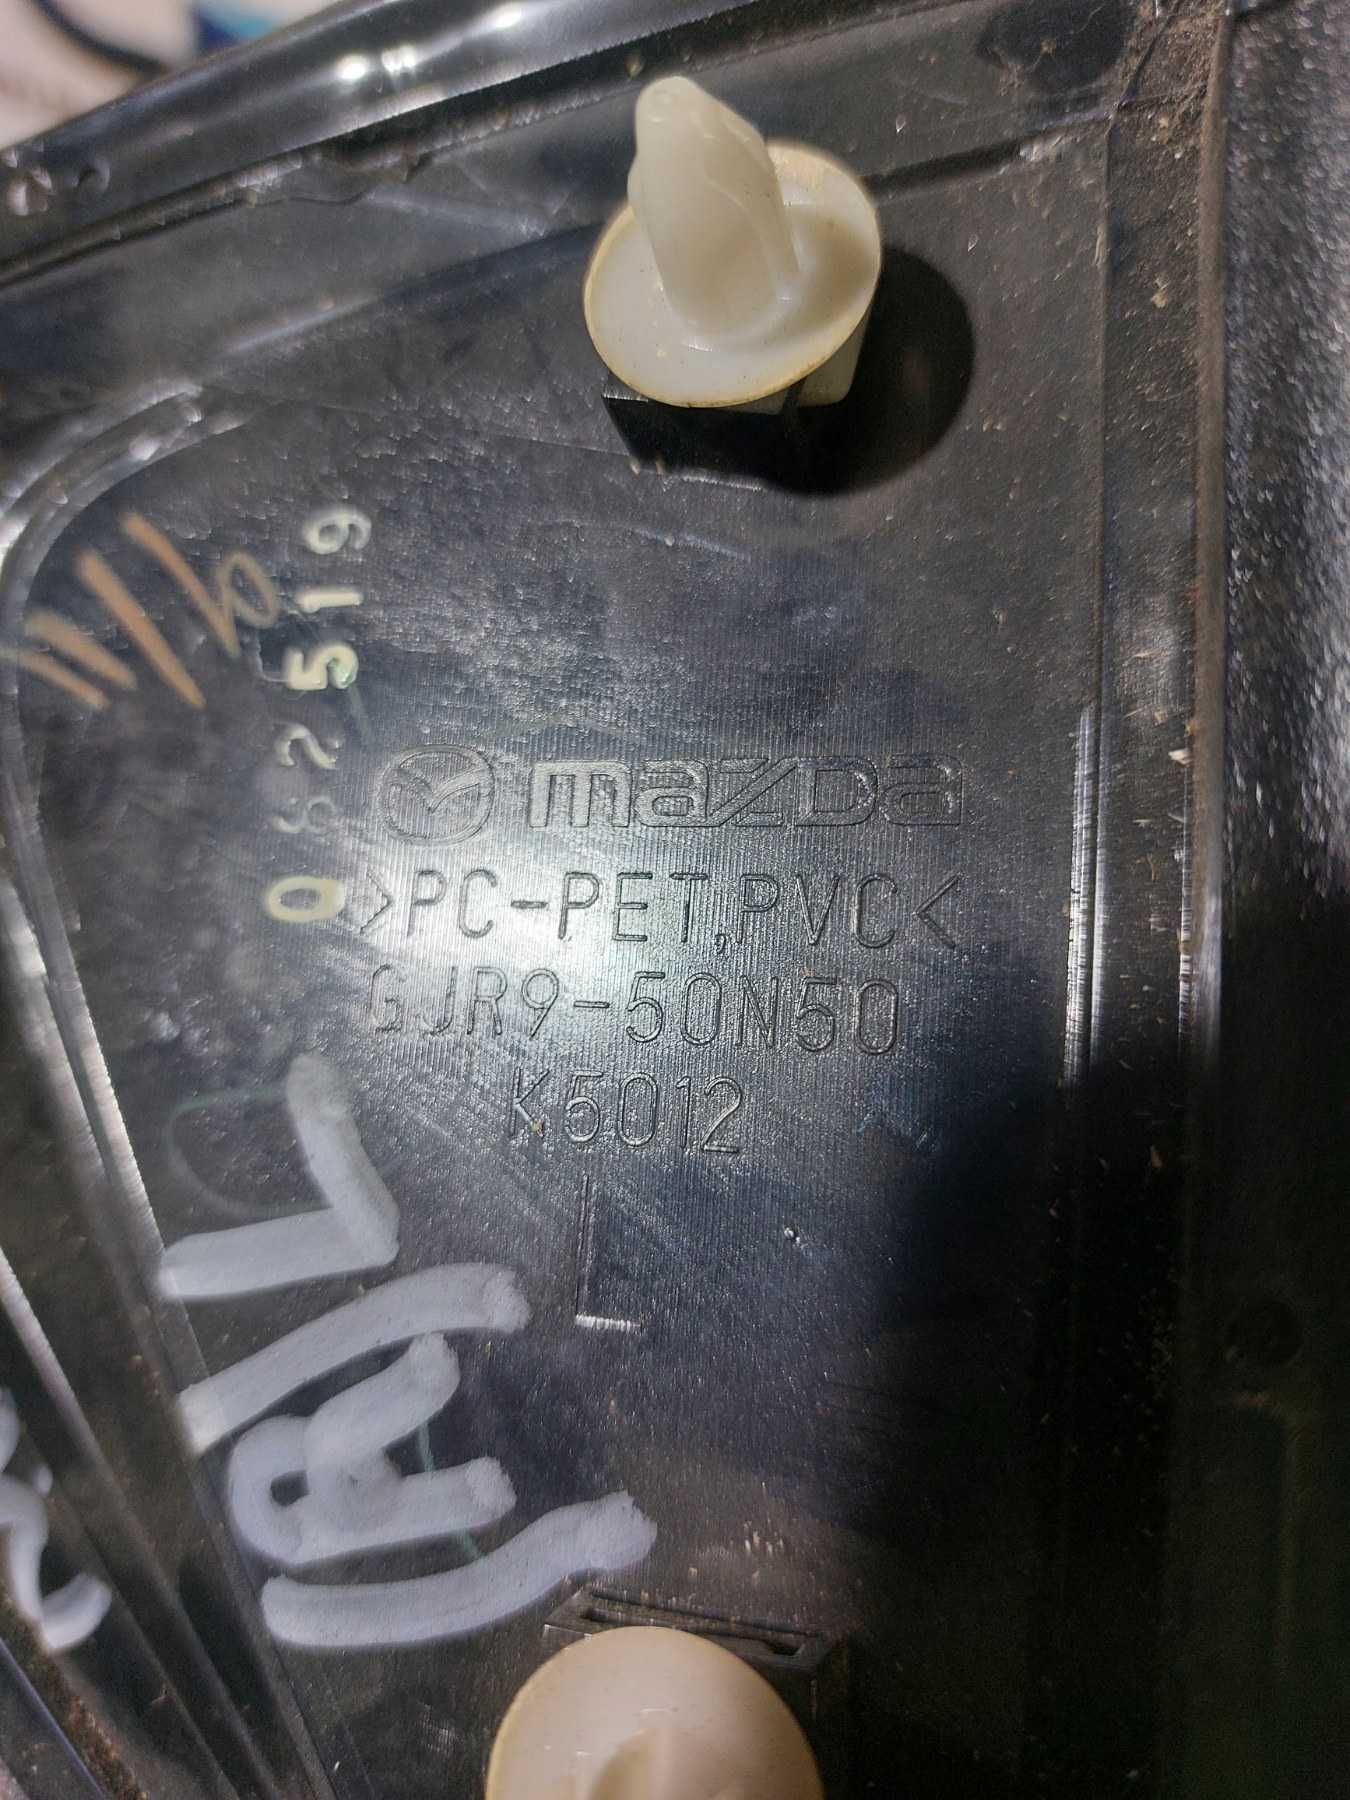 mazda
>PC-PET,PVC<
GJR9-50N50
K5012
082519
(R)L